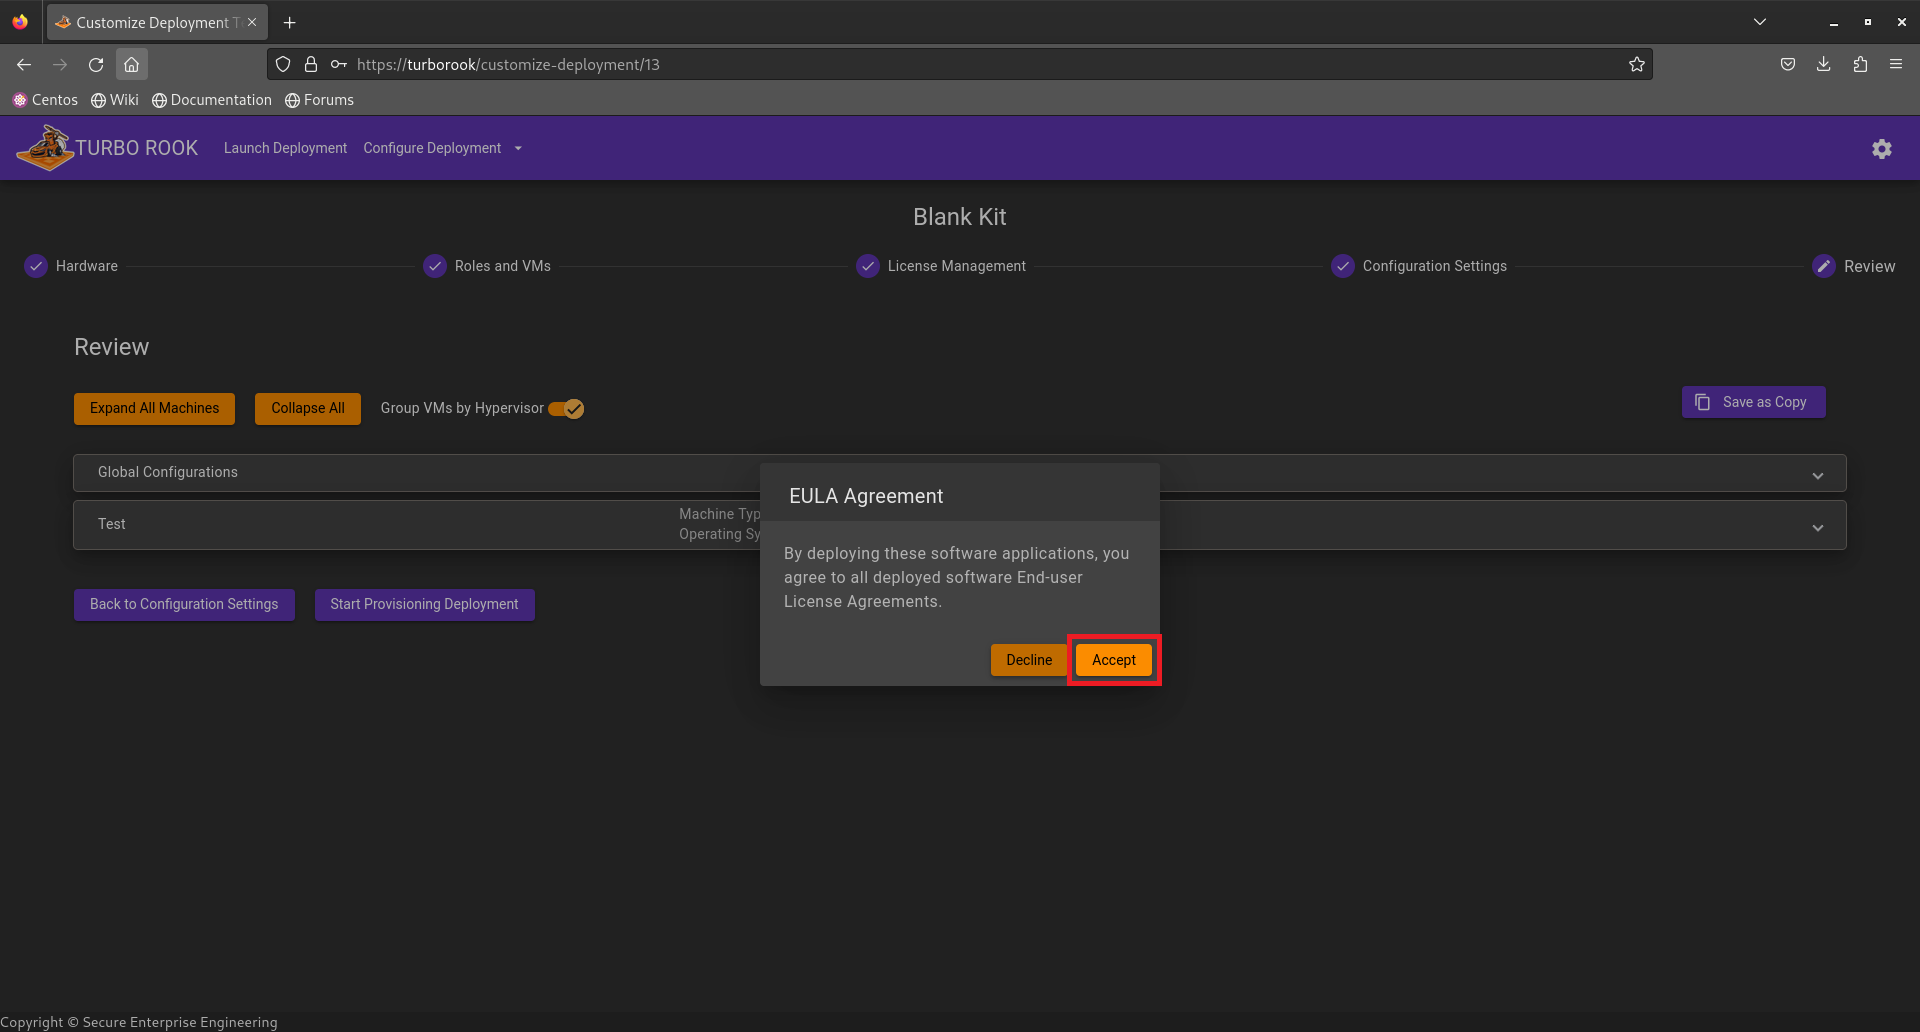 Customize Deployment T
https://turborook/customize-deployment/13
Centos Wiki Documentation Forums
TURBO ROOK Launch Deployment Configure Deployment
Blank Kit
Hardware Roles and VMs License Management Configuration Settings Review
Review
Expand All Machines Collapse All Group VMs by Hypervisor Save as Copy
Global Configurations
Test
Machine Typ
Operating Sy
EULA Agreement
By deploying these software applications, you
agree to all deployed software End-user
License Agreements.
Decline Accept
Back to Configuration Settings Start Provisioning Deployment
Copyright © Secure Enterprise Engineering